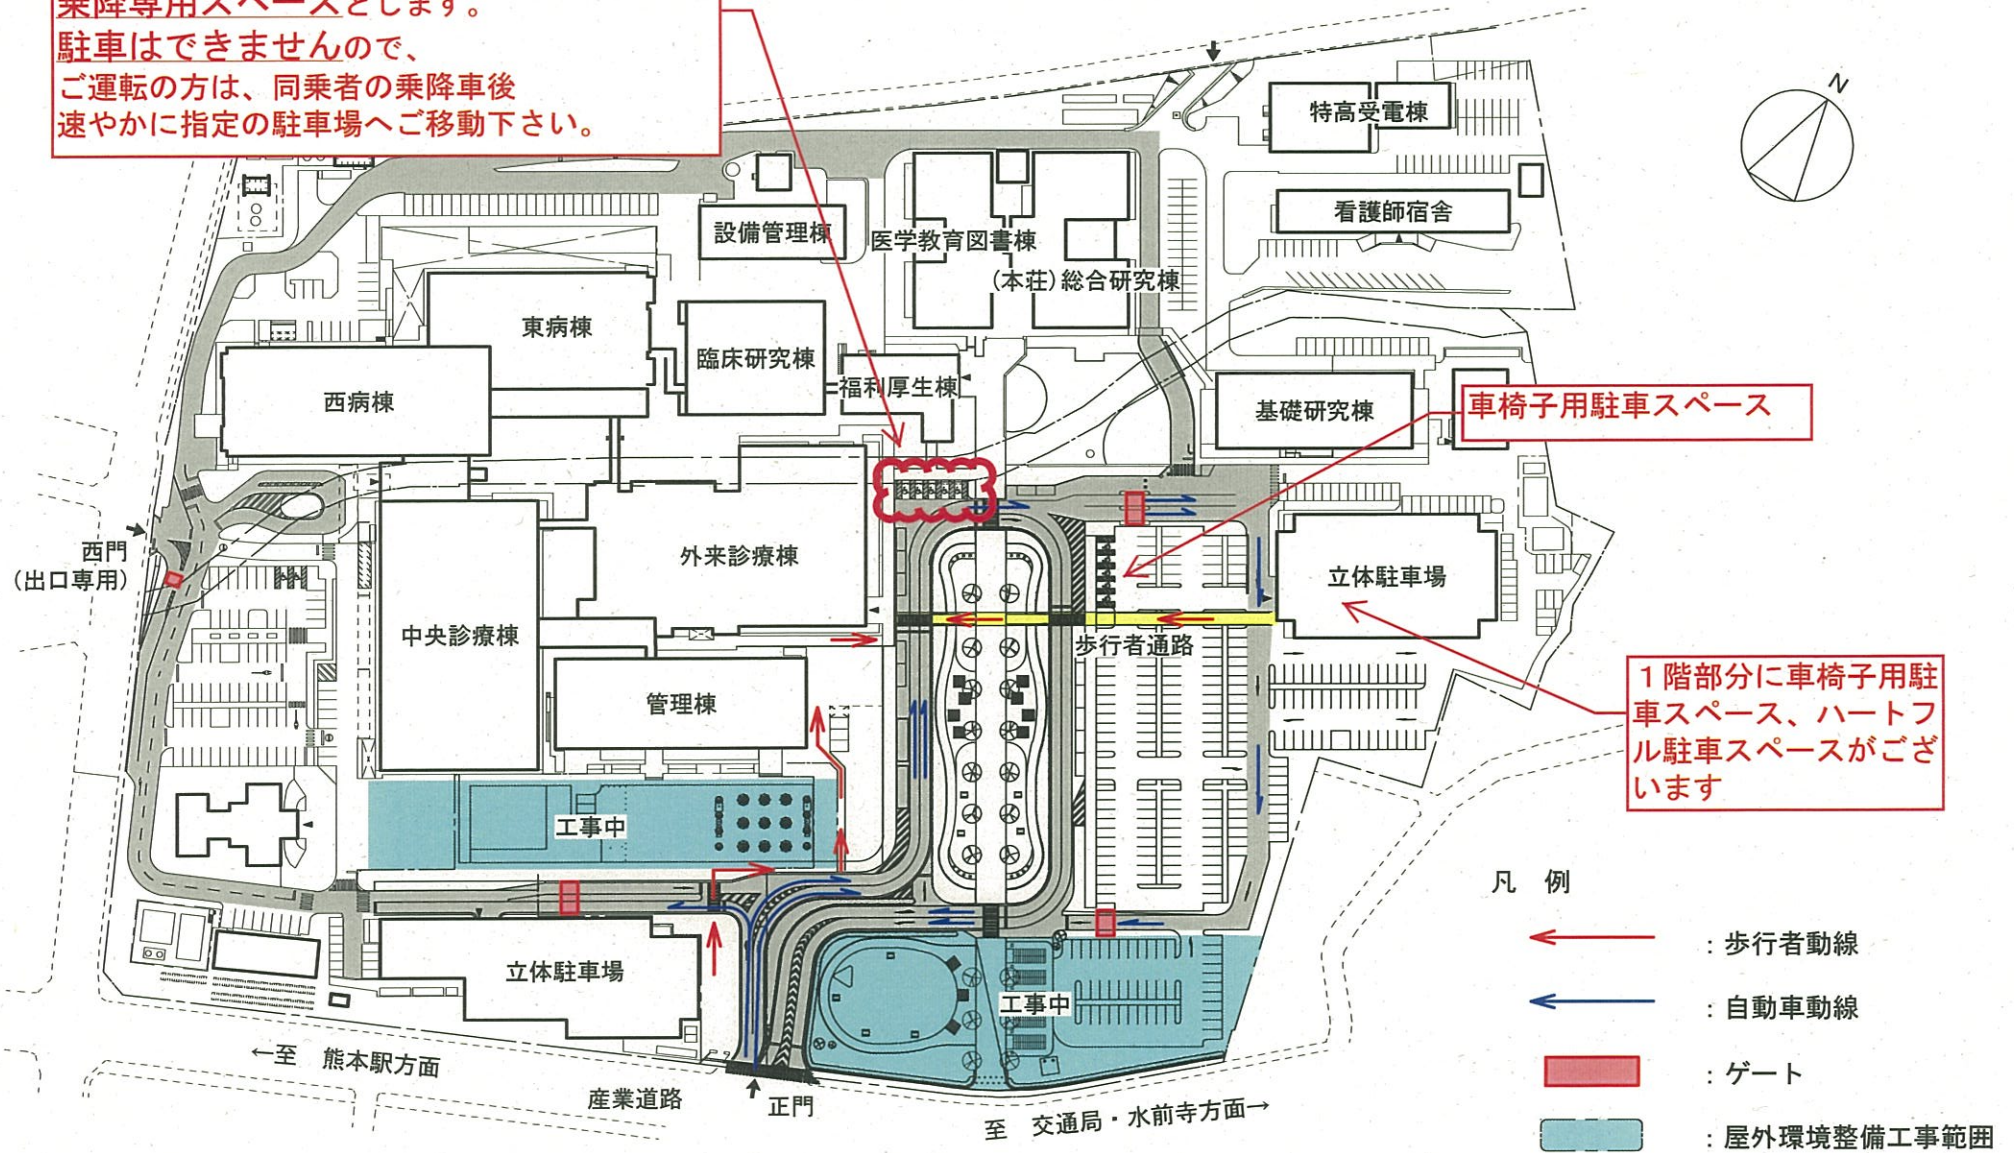 乗降専用スペースとします。
駐車はできませんので、
ご運転の方は、同乗者の乗降車後
速やかに指定の駐車場へご移動下さい。
N
特高受電棟
看護師宿舎
設備管理棟
医学教育図書棟
(本荘)総合研究棟
東病棟
臨床研究棟
福利厚生棟
西病棟
基礎研究棟
車椅子用駐車スペース
西門
(出口専用)
外来診療棟
立体駐車場
中央診療棟
歩行者通路
管理棟
1階部分に車椅子用駐
車スペース、ハートフ
ル駐車スペースがござ
います
工事中
凡 例
:歩行者動線
立体駐車場
工事中
:自動車動線
←至 熊本駅方面
:ゲート
産業道路
正門
至 交通局・水前寺方面→
:屋外環境整備工事範囲